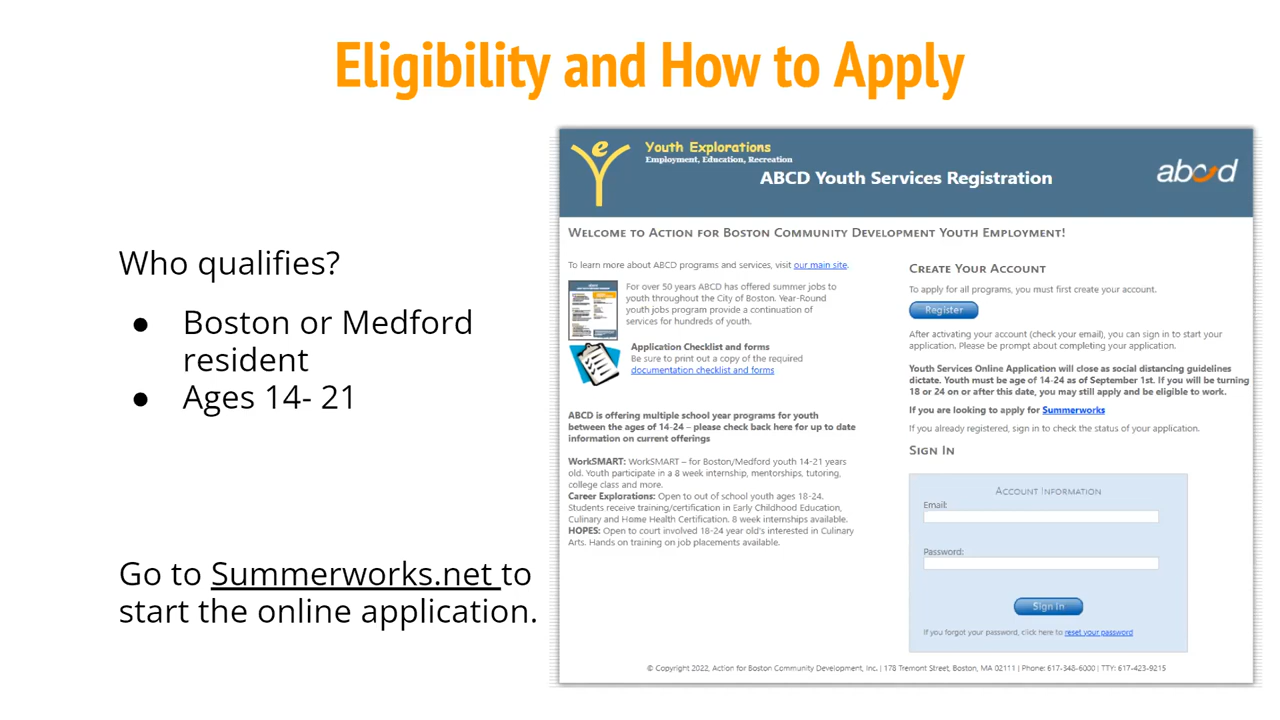 Eligibility and How to Apply
Who qualifies?
● Boston or Medford
resident
● Ages 14- 21
Go to Summerworks.net to
start the online application.
e
Youth Explorations
Employment, Education, Recreation
ABCD Youth Services Registration
abcd
Welcome to Action for Boston Community Development Youth Employment!
To learn more about ABCD programs and services, visit our main site.
For over 50 years ABCD has offered summer jobs to
youth throughout the City of Boston. Year-Round
youth jobs program provide a continuation of
services for hundreds of youth.
Application Checklist and forms
Be sure to print out a copy of the required
documentation checklist and forms
ABCD is offering multiple school year programs for youth
between the ages of 14-24 – please check back here for up to date
information on current offerings
WorkSMART: WorkSMART – for Boston/Medford youth 14-21 years
old. Youth participate in a 8 week internship, mentorships, tutoring,
college class and more.
Career Explorations: Open to out of school youth ages 18-24.
Students receive training/certification in Early Childhood Education,
Culinary and Home Health Certification. 8 week internships available.
HOPES: Open to court involved 18-24 year old's interested in Culinary
Arts. Hands on training on job placements available.
Create Your Account
To apply for all programs, you must first create your account.
Register
After activating your account (check your email), you can sign in to start your
application. Please be prompt about completing your application.
Youth Services Online Application will close as social distancing guidelines
dictate. Youth must be age of 14-24 as of September 1st. If you will be turning
18 or 24 on or after this date, you may still apply and be eligible to work.
If you are looking to apply for Summerworks
If you already registered, sign in to check the status of your application.
Sign In
Account Information
Email:
Password:
Sign In
If you forgot your password, click here to reset your password
© Copyright 2022, Action for Boston Community Development, Inc. | 178 Tremont Street, Boston, MA 02111 | Phone: 617-348-6000 | TTY: 617-423-9215